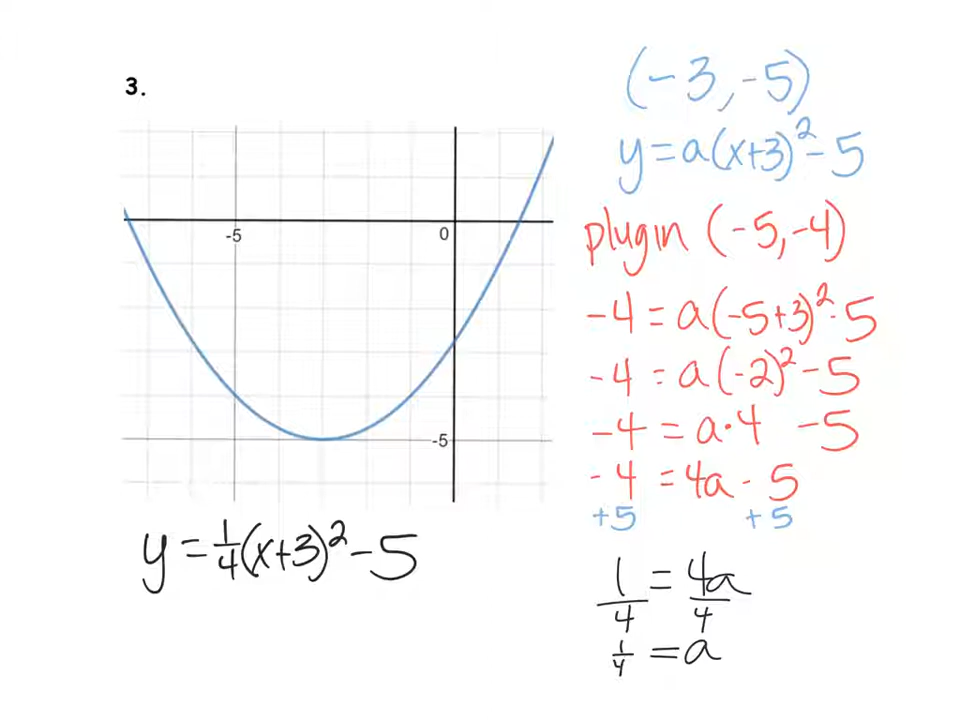 3.
-5
0
-5
y = 1/4(x+3)² - 5
(-3, -5)
y = a(x+3)² - 5
plugin (-5, -4)
-4 = a(-5+3)² - 5
-4 = a(-2)² - 5
-4 = a·4 - 5
-4 = 4a - 5
+5 +5
1/4 = 4a/4
1/4 = a